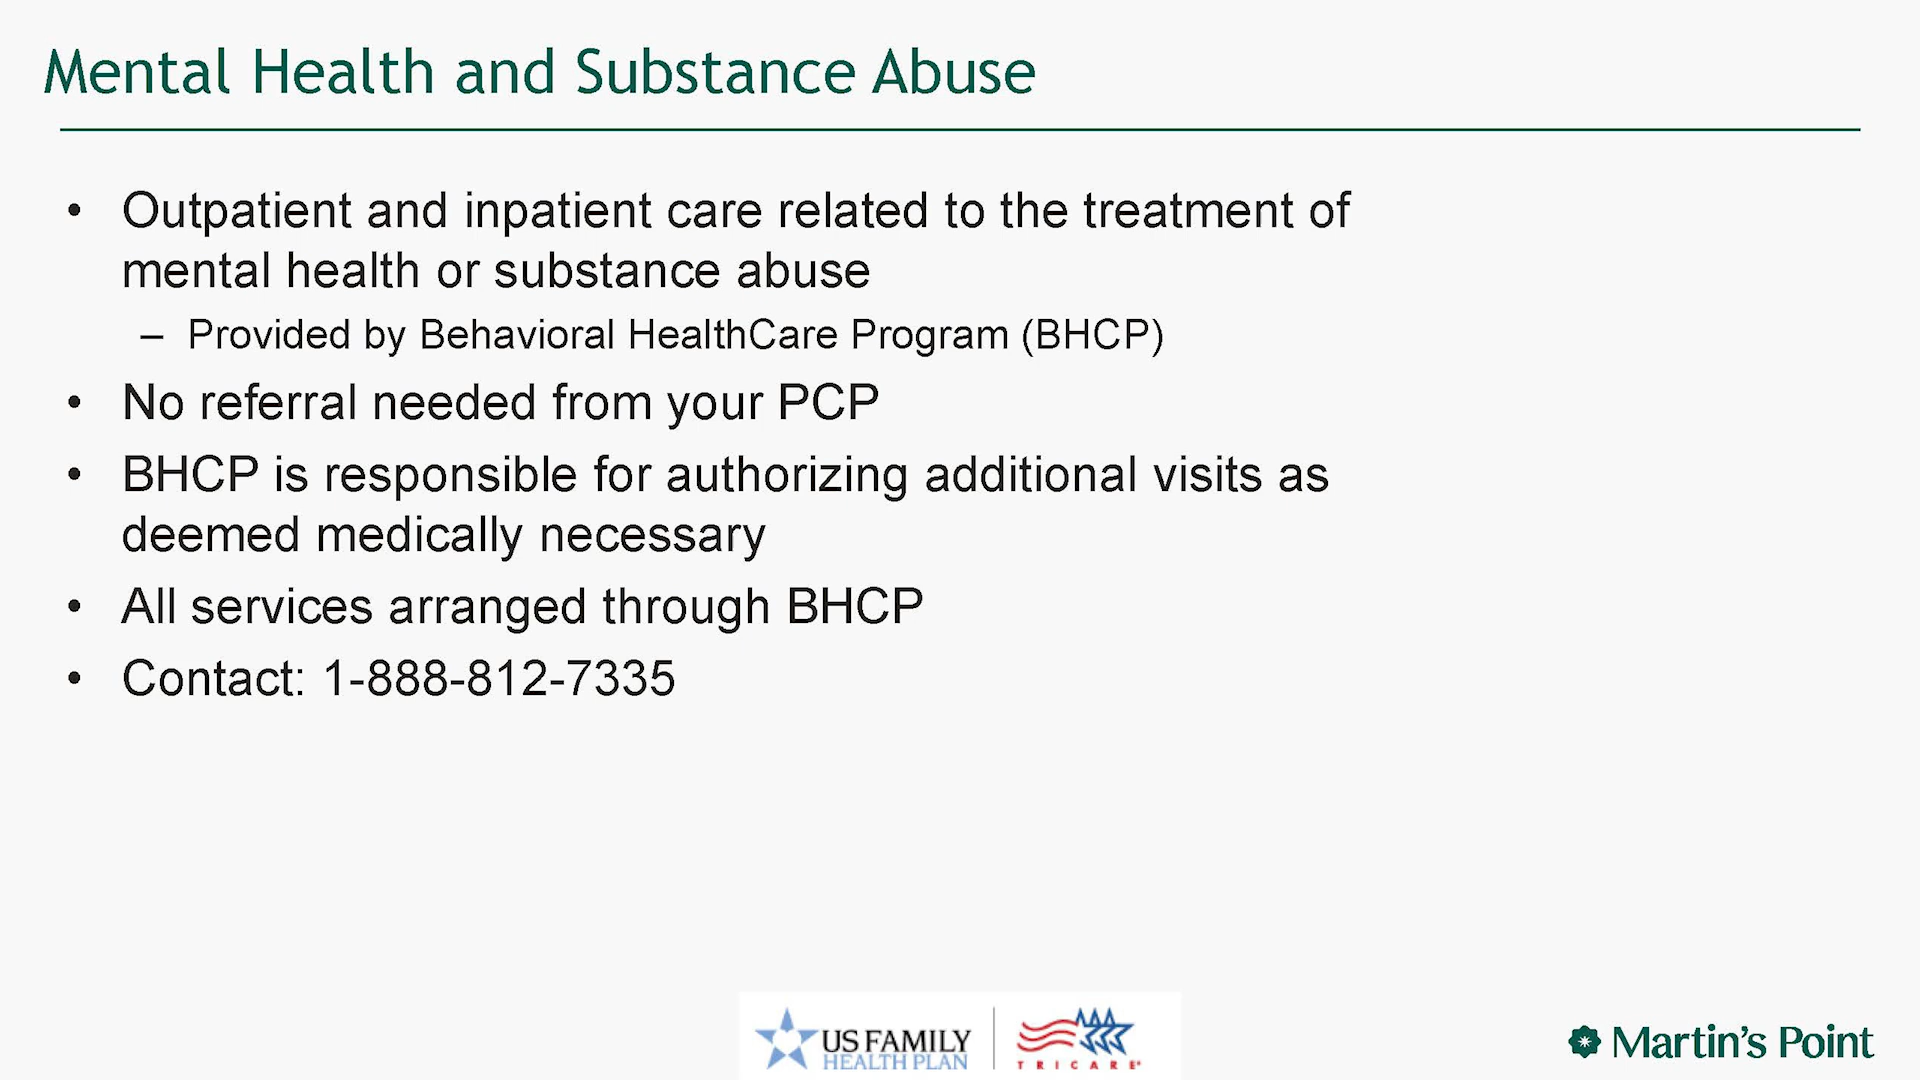 Mental Health and Substance Abuse
• Outpatient and inpatient care related to the treatment of
mental health or substance abuse
– Provided by Behavioral HealthCare Program (BHCP)
• No referral needed from your PCP
• BHCP is responsible for authorizing additional visits as
deemed medically necessary
• All services arranged through BHCP
• Contact: 1-888-812-7335
US FAMILY
HEALTH PLAN
TRICARE
Martin's Point